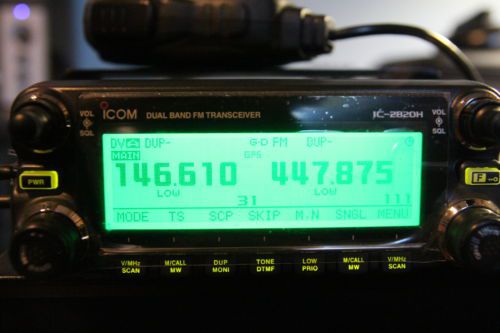 VOL ICOM DUAL BAND FM TRANSCEIVER IC-2820H VOL
SQL SQL
DV DUP- FM DUP-
MAIN GPS
146.610 447.875
LOW LOW
31 111
MODE TS SCP SKIP M.N SNGL MENU
PWR F
V/MHz M/CALL DUP TONE LOW M/CALL V/MHz
SCAN MW MONI DTMF PRIO MW SCAN